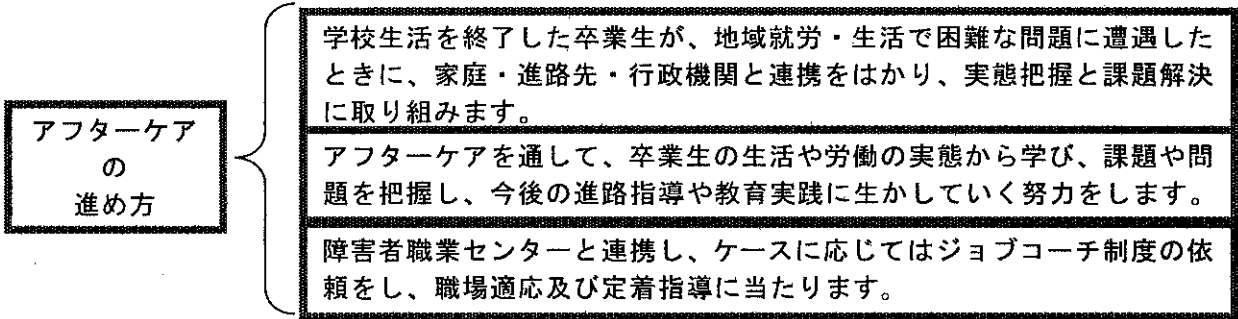 アフターケア
の
進め方
学校生活を終了した卒業生が、地域就労・生活で困難な問題に遭遇した
ときに、家庭・進路先・行政機関と連携をはかり、実態把握と課題解決
に取り組みます。
アフターケアを通して、卒業生の生活や労働の実態から学び、課題や問
題を把握し、今後の進路指導や教育実践に生かしていく努力をします。
障害者職業センターと連携し、ケースに応じてはジョブコーチ制度の依
頼をし、職場適応及び定着指導に当たります。